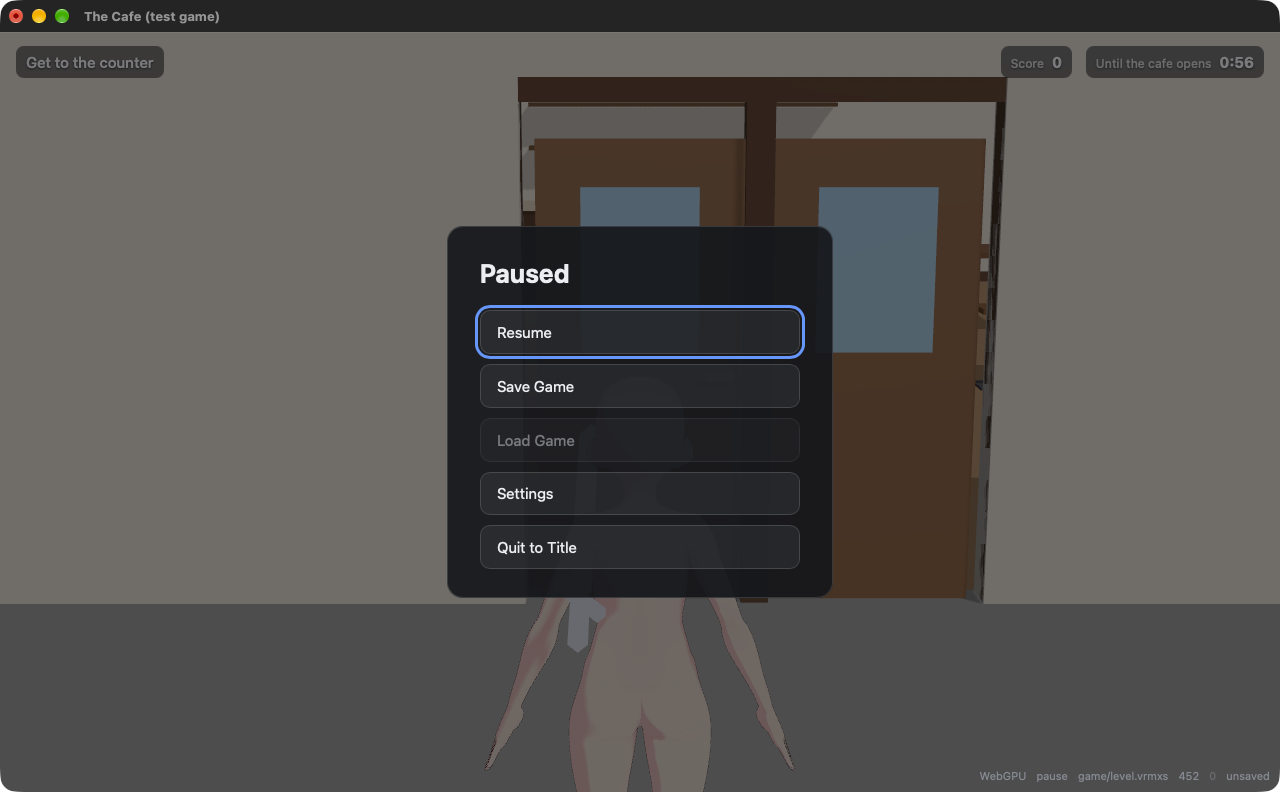 The Cafe (test game)
Get to the counter
Score 0
Until the cafe opens 0:56
Paused
Resume
Save Game
Load Game
Settings
Quit to Title
WebGPU pause game/level.vrmxs 452 0 unsaved